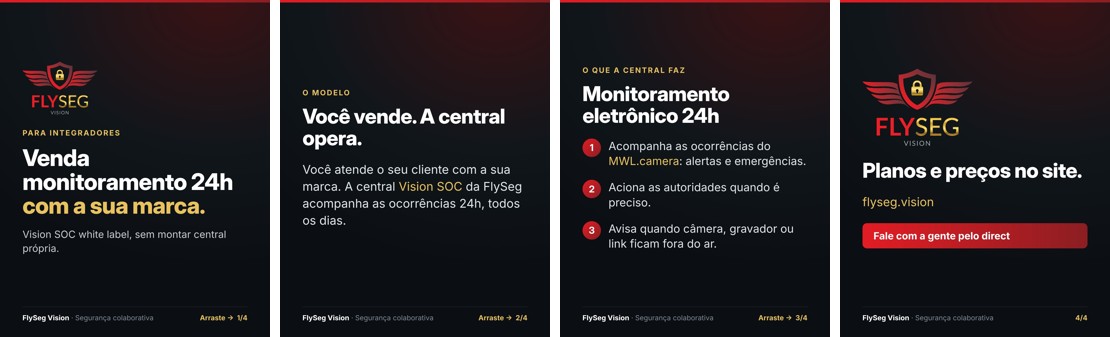 FLYSEG
VISION
PARA INTEGRADORES
Venda
monitoramento 24h
com a sua marca.
Vision SOC white label, sem montar central
própria.
FlySeg Vision · Segurança colaborativa
Arraste → 1/4
O MODELO
Você vende. A central
opera.
Você atende o seu cliente com a sua
marca. A central Vision SOC da FlySeg
acompanha as ocorrências 24h, todos
os dias.
FlySeg Vision · Segurança colaborativa
Arraste → 2/4
O QUE A CENTRAL FAZ
Monitoramento
eletrônico 24h
1 Acompanha as ocorrências do
MWL.camera: alertas e emergências.
2 Aciona as autoridades quando é
preciso.
3 Avisa quando câmera, gravador ou
link ficam fora do ar.
FlySeg Vision · Segurança colaborativa
Arraste → 3/4
FLYSEG
VISION
Planos e preços no site.
flyseg.vision
Fale com a gente pelo direct
FlySeg Vision · Segurança colaborativa
4/4